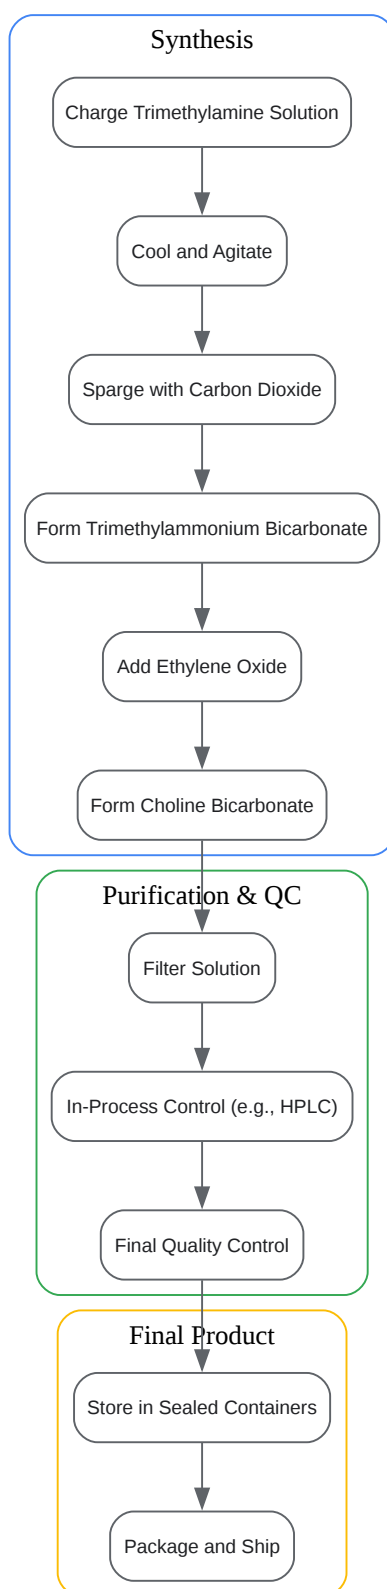 Synthesis
Charge Trimethylamine Solution
Cool and Agitate
Sparge with Carbon Dioxide
Form Trimethylammonium Bicarbonate
Add Ethylene Oxide
Form Choline Bicarbonate
Purification & QC
Filter Solution
In-Process Control (e.g., HPLC)
Final Quality Control
Final Product
Store in Sealed Containers
Package and Ship